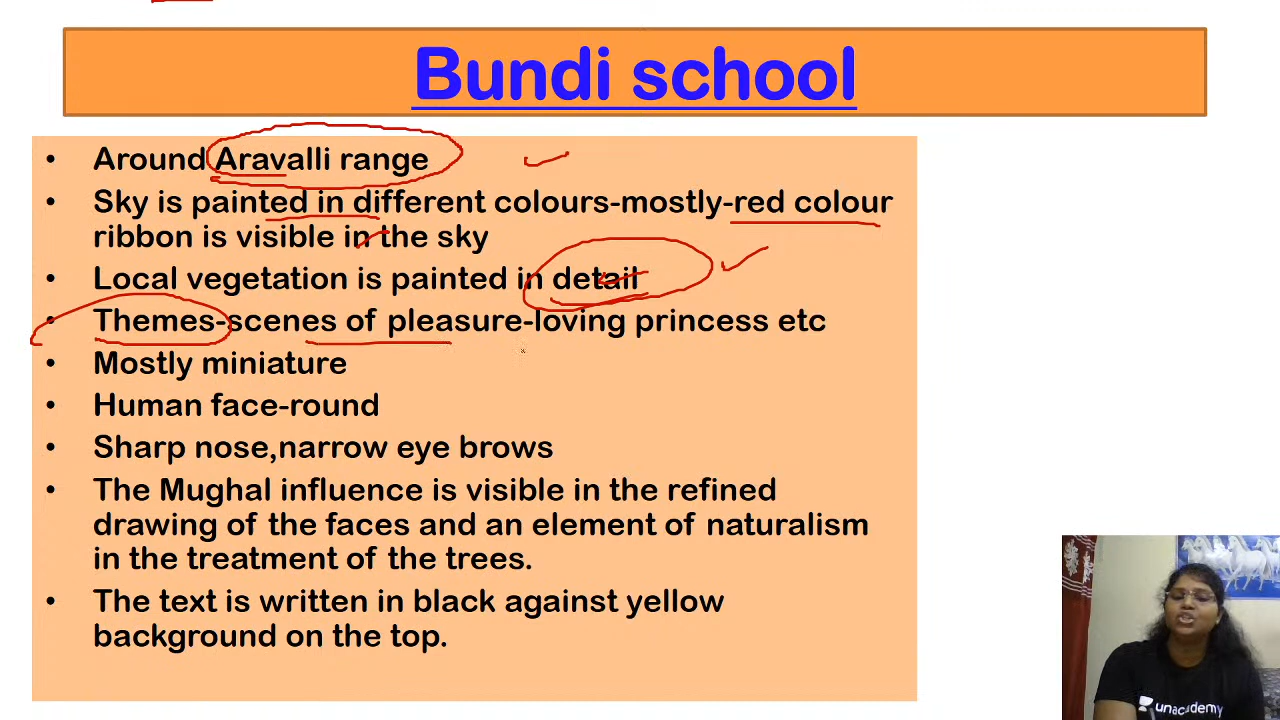 Bundi school
• Around Aravalli range
• Sky is painted in different colours-mostly-red colour
ribbon is visible in the sky
• Local vegetation is painted in detail
• Themes-scenes of pleasure-loving princess etc
• Mostly miniature
• Human face-round
• Sharp nose,narrow eye brows
• The Mughal influence is visible in the refined
drawing of the faces and an element of naturalism
in the treatment of the trees.
• The text is written in black against yellow
background on the top.
unacademy